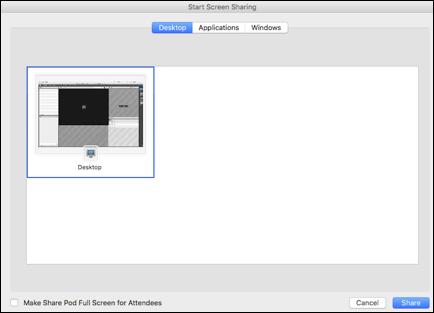 Start Screen Sharing
Desktop Applications Windows
Desktop
Make Share Pod Full Screen for Attendees
Cancel Share